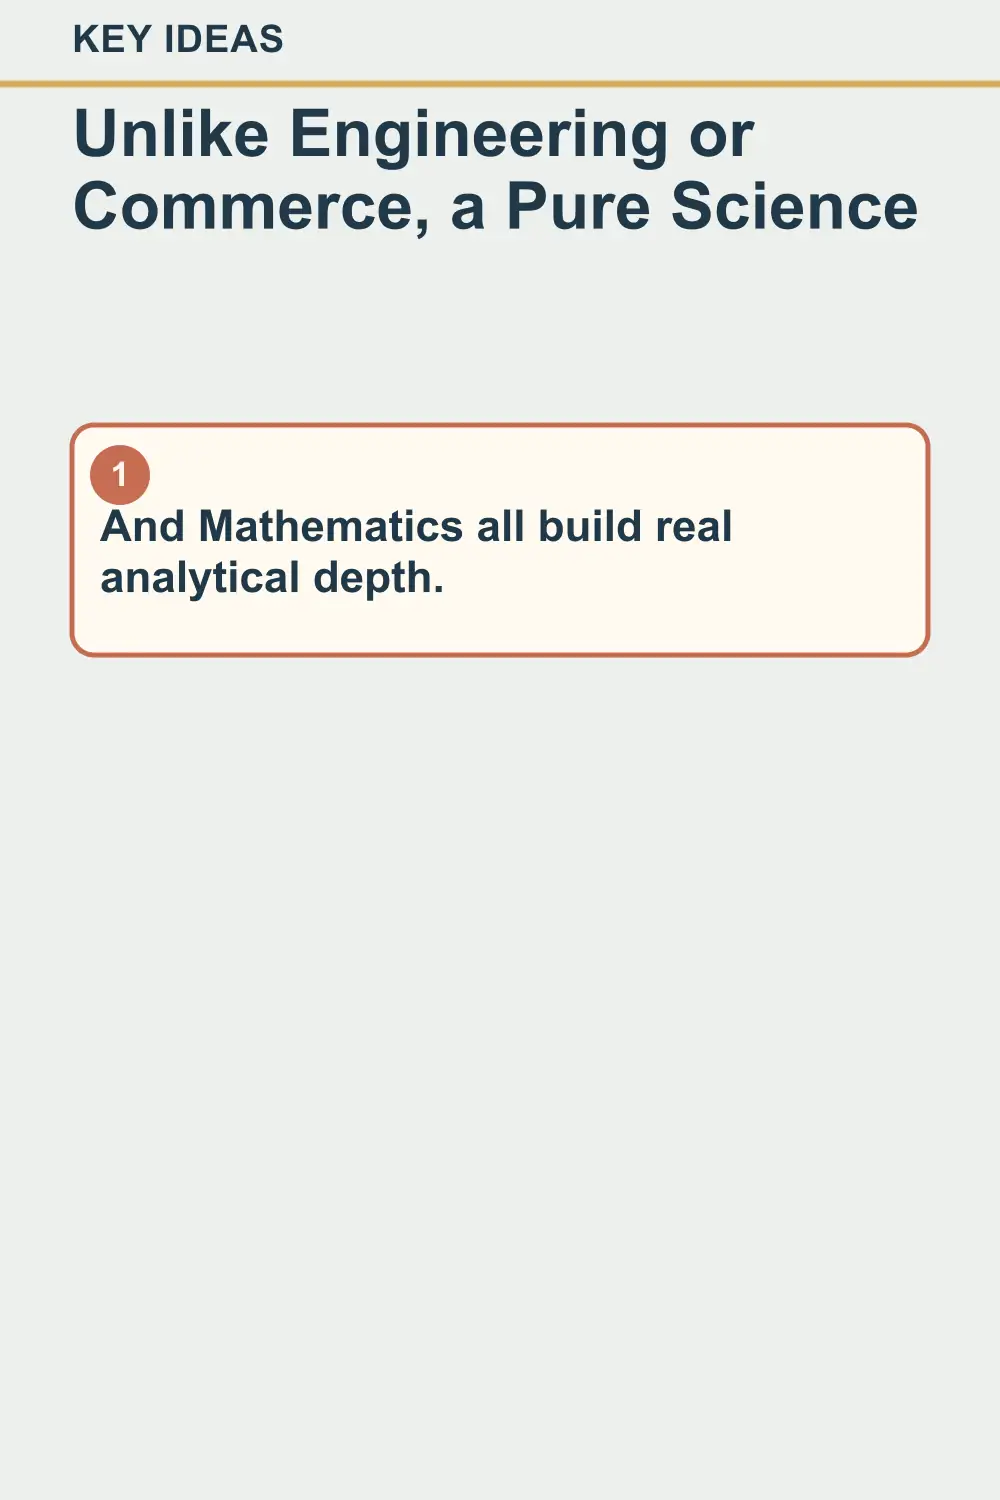 KEY IDEAS
Unlike Engineering or
Commerce, a Pure Science
1
And Mathematics all build real
analytical depth.